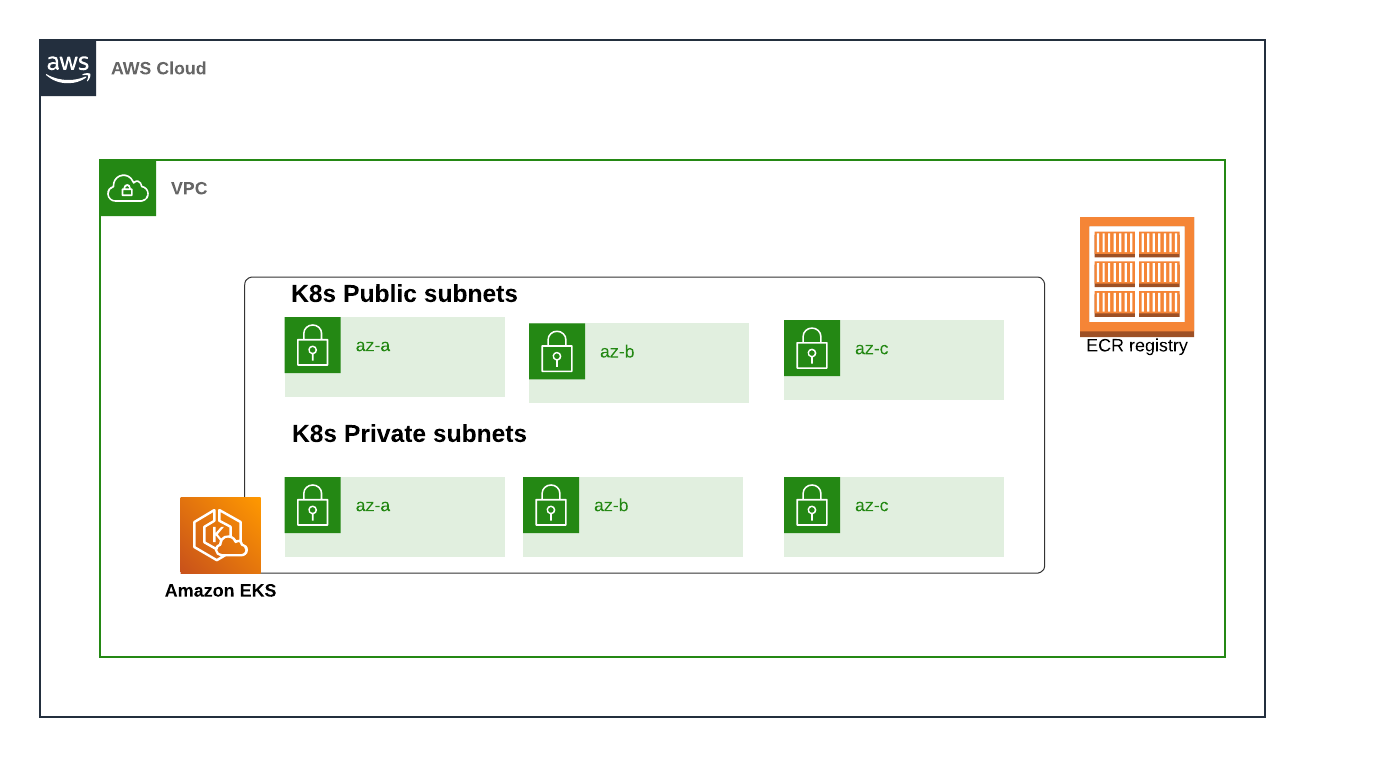 aws
AWS Cloud
VPC
K8s Public subnets
az-a
az-b
az-c
ECR registry
K8s Private subnets
az-a
az-b
az-c
K
Amazon EKS